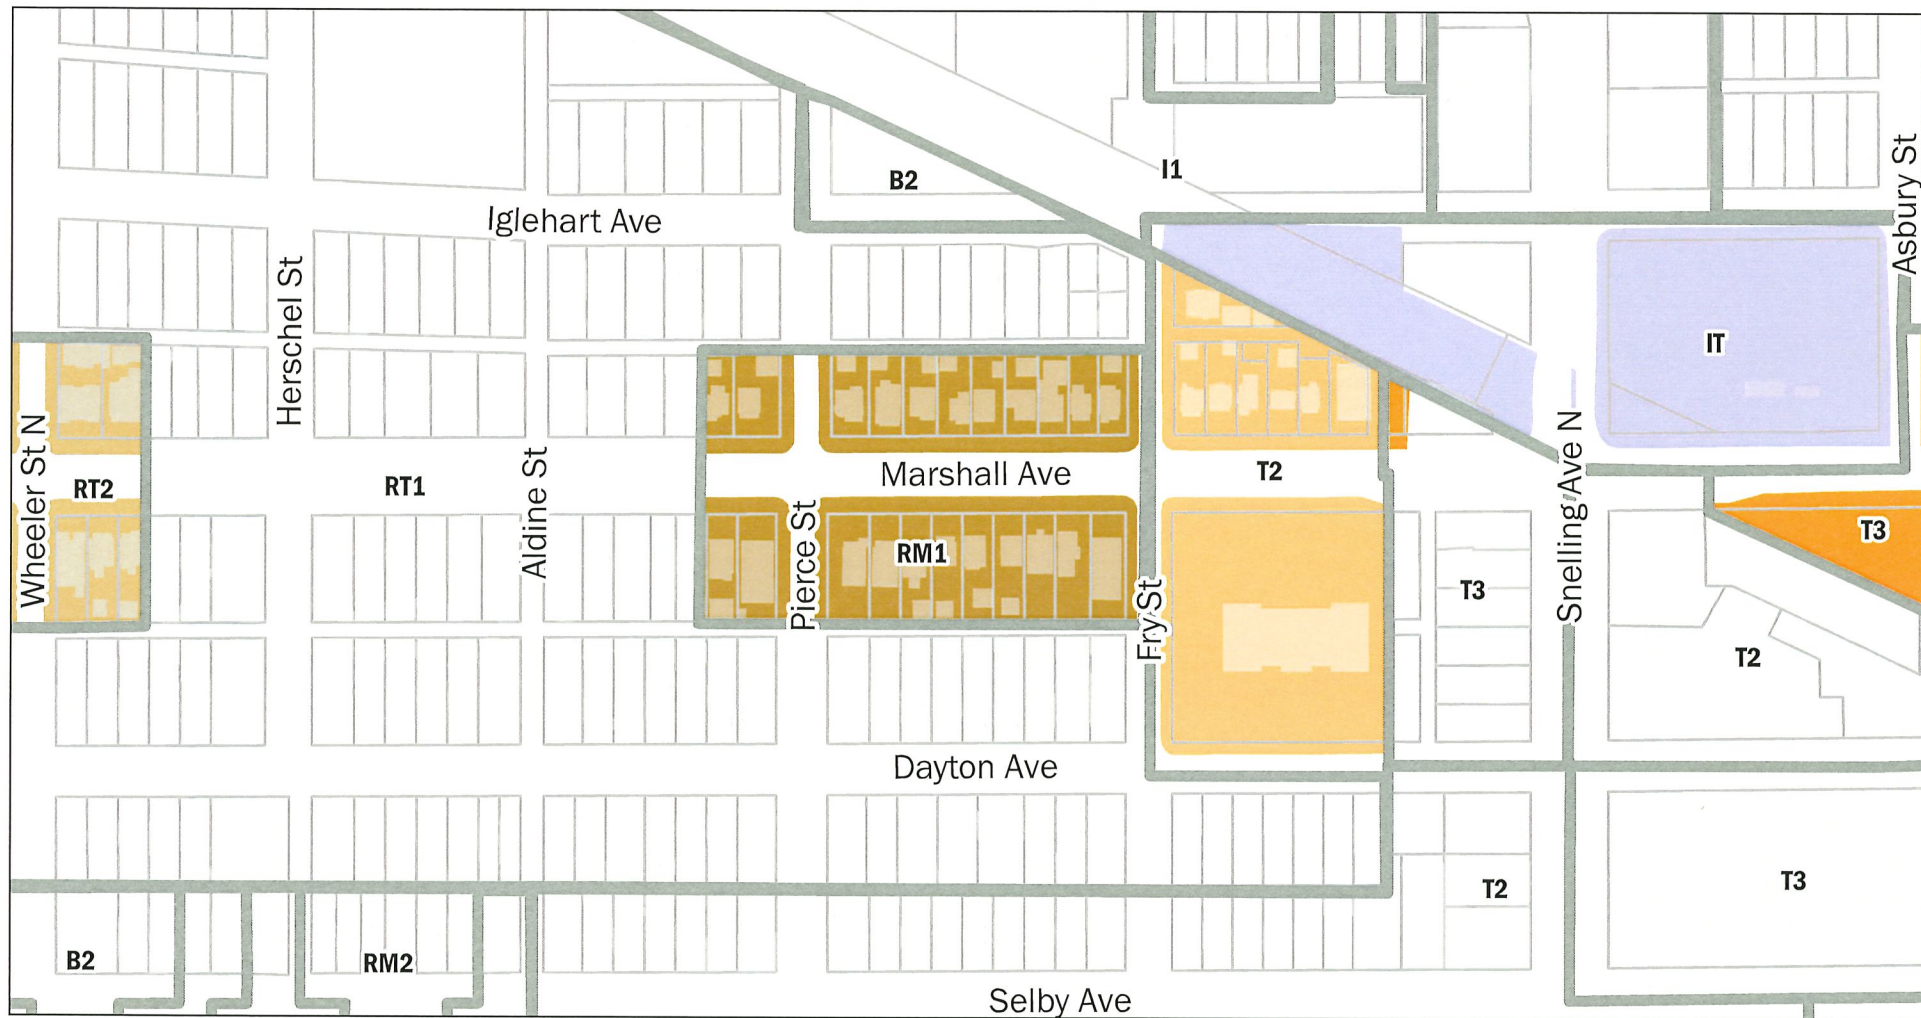 Asbury St
I1
B2
Iglehart Ave
Herschel St
IT
Wheeler St N
RT2
RT1
Aldine St
Marshall Ave
T2
Snelling Ave N
Pierce St
RM1
Fry St
T3
T3
T2
Dayton Ave
T2
T3
B2
RM2
Selby Ave